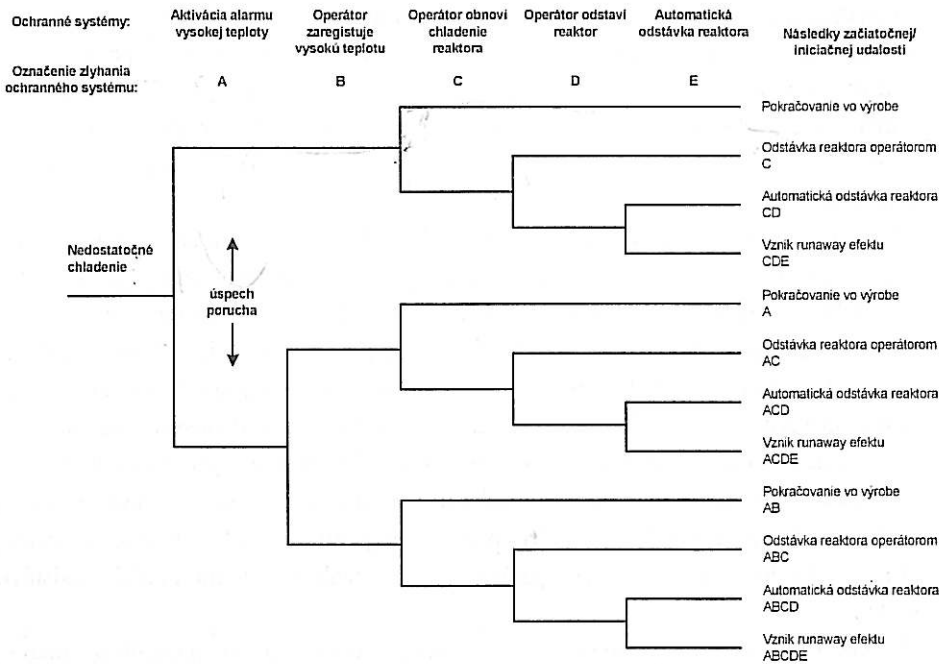 Ochranné systémy:
Aktivácia alarmu
vysokej teploty
Operátor
zaregistuje
vysokú teplotu
Operátor obnoví
chladenie
reaktora
Operátor odstaví
reaktor
Automatická
odstávka reaktora
Následky začiatočnej/
iniciačnej udalosti
Označenie zlyhania
ochranného systému:
A
B
C
D
E
Pokračovanie vo výrobe
Odstávka reaktora operátorom
C
Automatická odstávka reaktora
CD
Vznik runaway efektu
CDE
Nedostatočné
chladenie
úspech
porucha
Pokračovanie vo výrobe
A
Odstávka reaktora operátorom
AC
Automatická odstávka reaktora
ACD
Vznik runaway efektu
ACDE
Pokračovanie vo výrobe
AB
Odstávka reaktora operátorom
ABC
Automatická odstávka reaktora
ABCD
Vznik runaway efektu
ABCDE